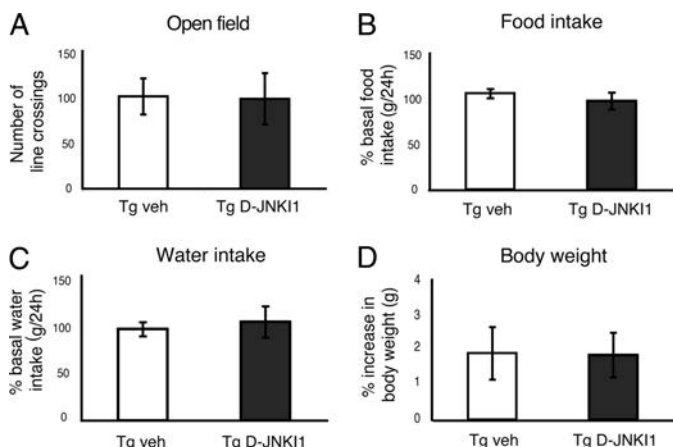 A
Open field
Number of
line crossings
150
100
50
0
Tg veh Tg D-JNKI1
B
Food intake
% basal food
intake (g/24h)
150
100
50
0
Tg veh Tg D-JNKI1
C
Water intake
% basal water
intake (g/24h)
150
100
50
0
Tg veh Tg D-JNKI1
D
Body weight
% increase in
body weight (g)
4
3
2
1
0
Tg veh Tg D-JNKI1